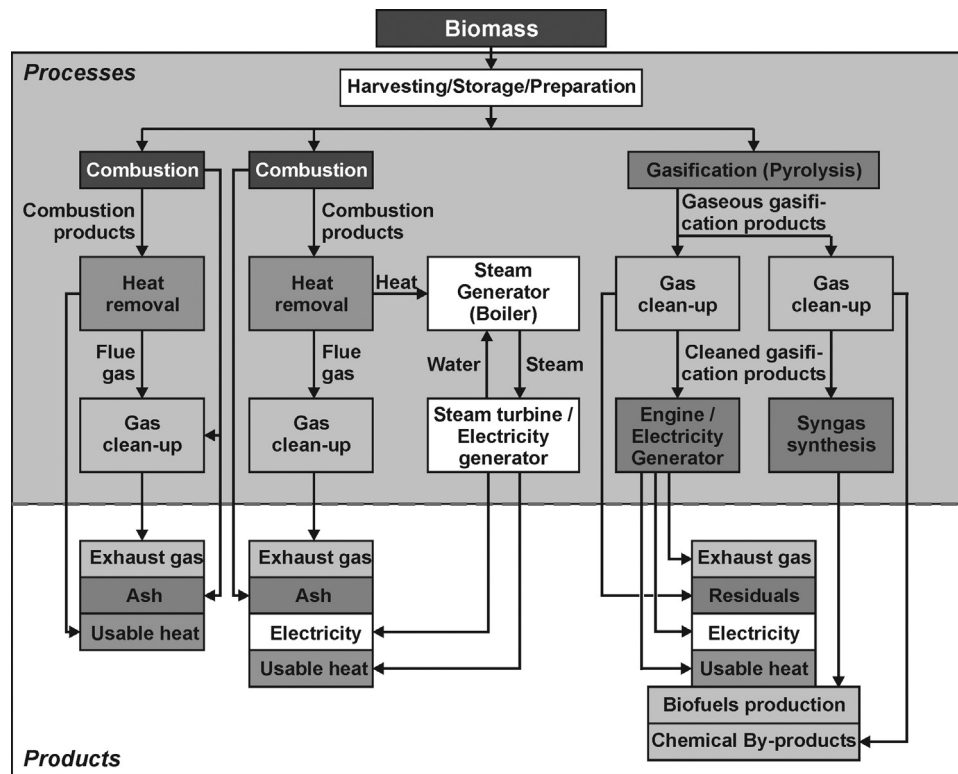 Biomass
Processes
Harvesting/Storage/Preparation
Combustion
Combustion
Gasification (Pyrolysis)
Combustion
products
Combustion
products
Gaseous gasifi-
cation products
Heat
removal
Heat
removal
Heat
Steam
Generator
(Boiler)
Gas
clean-up
Gas
clean-up
Flue
gas
Flue
gas
Water
Steam
Cleaned gasifi-
cation products
Gas
clean-up
Gas
clean-up
Steam turbine /
Electricity
generator
Engine /
Electricity
Generator
Syngas
synthesis
Exhaust gas
Ash
Usable heat
Exhaust gas
Ash
Electricity
Usable heat
Exhaust gas
Residuals
Electricity
Usable heat
Biofuels production
Chemical By-products
Products